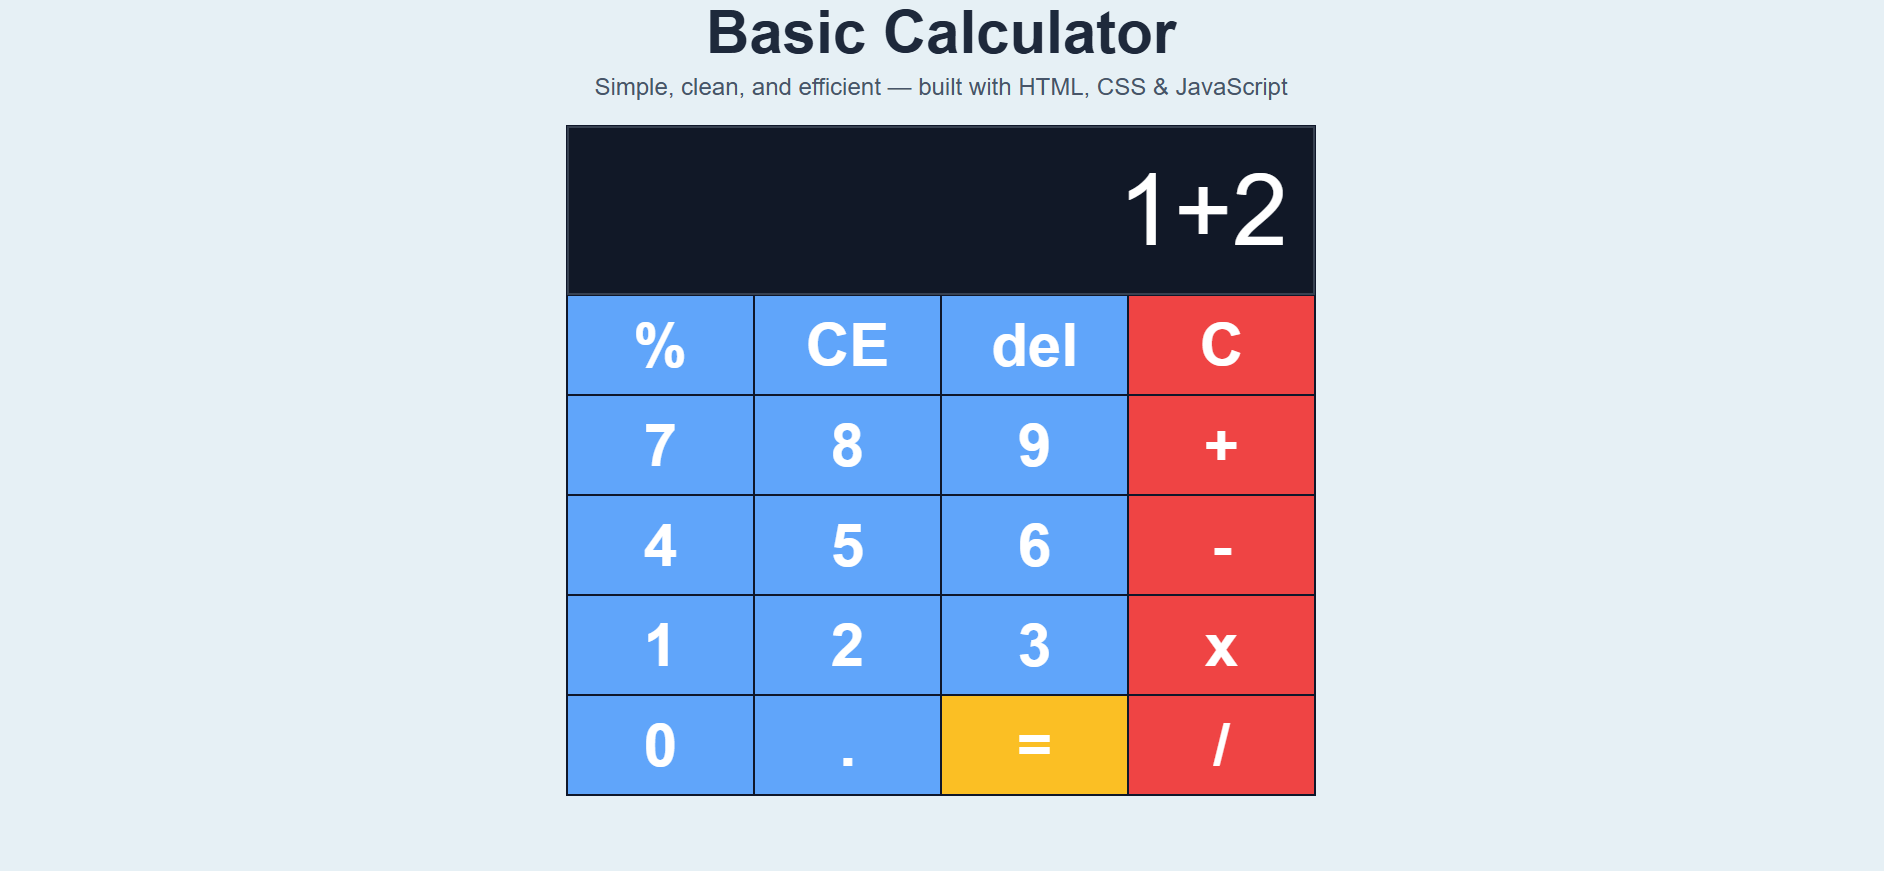 Basic Calculator
Simple, clean, and efficient — built with HTML, CSS & JavaScript
1+2
% CE del C
7 8 9 +
4 5 6 -
1 2 3 x
0 . = /